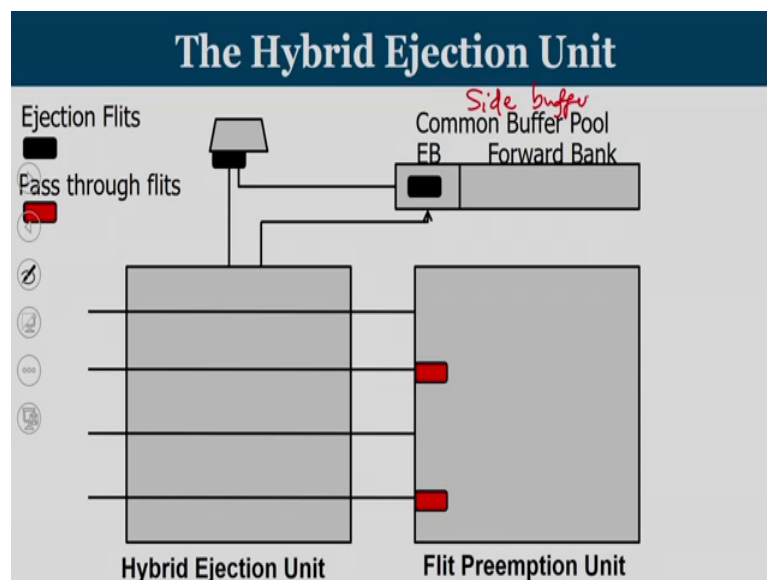 The Hybrid Ejection Unit
Side buffer
Ejection Flits
Common Buffer Pool
EB Forward Bank
Pass through flits
Hybrid Ejection Unit
Flit Preemption Unit